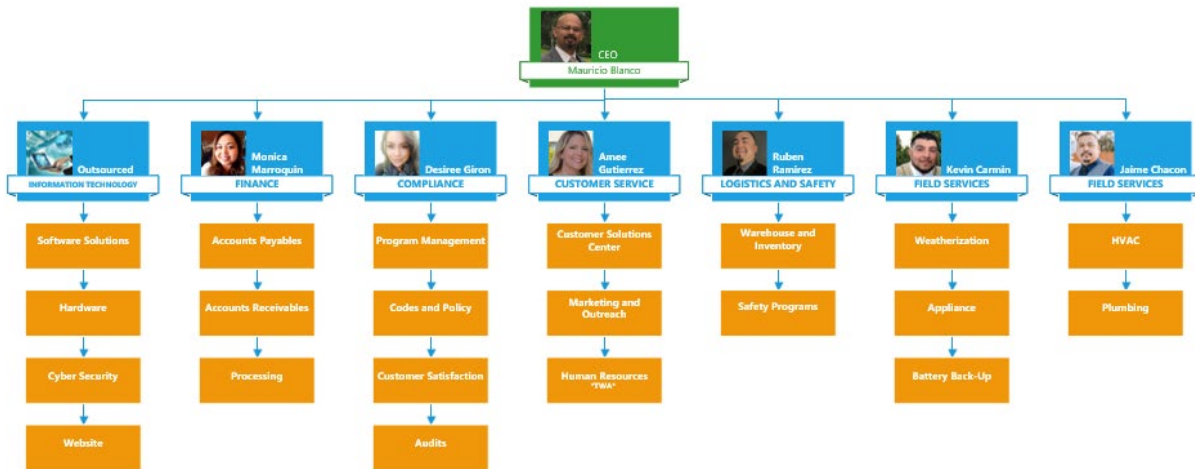 CEO
Mauricio Blanco
Outsourced
INFORMATION TECHNOLOGY
Monica
Marroquin
FINANCE
Desiree Giron
COMPLIANCE
Amee
Gutierrez
CUSTOMER SERVICE
Ruben
Ramirez
LOGISTICS AND SAFETY
Kevin Carmin
FIELD SERVICES
Jaime Chacon
FIELD SERVICES
Software Solutions
Hardware
Cyber Security
Website
Accounts Payables
Accounts Receivables
Processing
Program Management
Codes and Policy
Customer Satisfaction
Audits
Customer Solutions
Center
Marketing and
Outreach
Human Resources
*TWA*
Warehouse and
Inventory
Safety Programs
Weatherization
Appliance
Battery Back-Up
HVAC
Plumbing